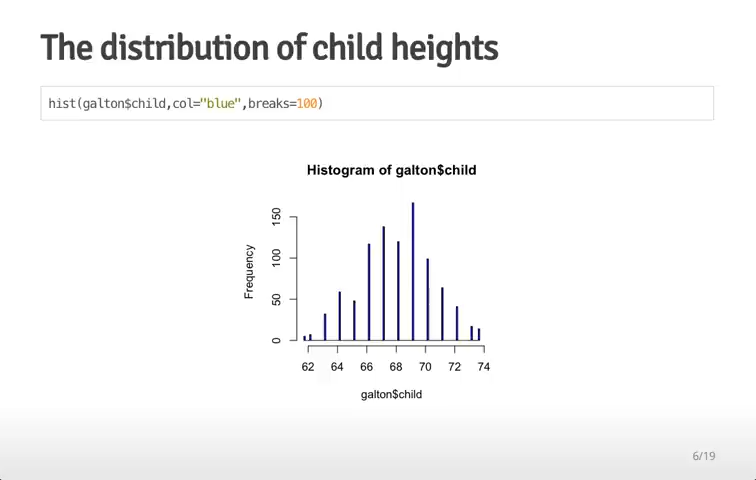 The distribution of child heights
hist(galton$child,col="blue",breaks=100)
Histogram of galton$child
Frequency
150
100
50
0
62 64 66 68 70 72 74
galton$child
6/19